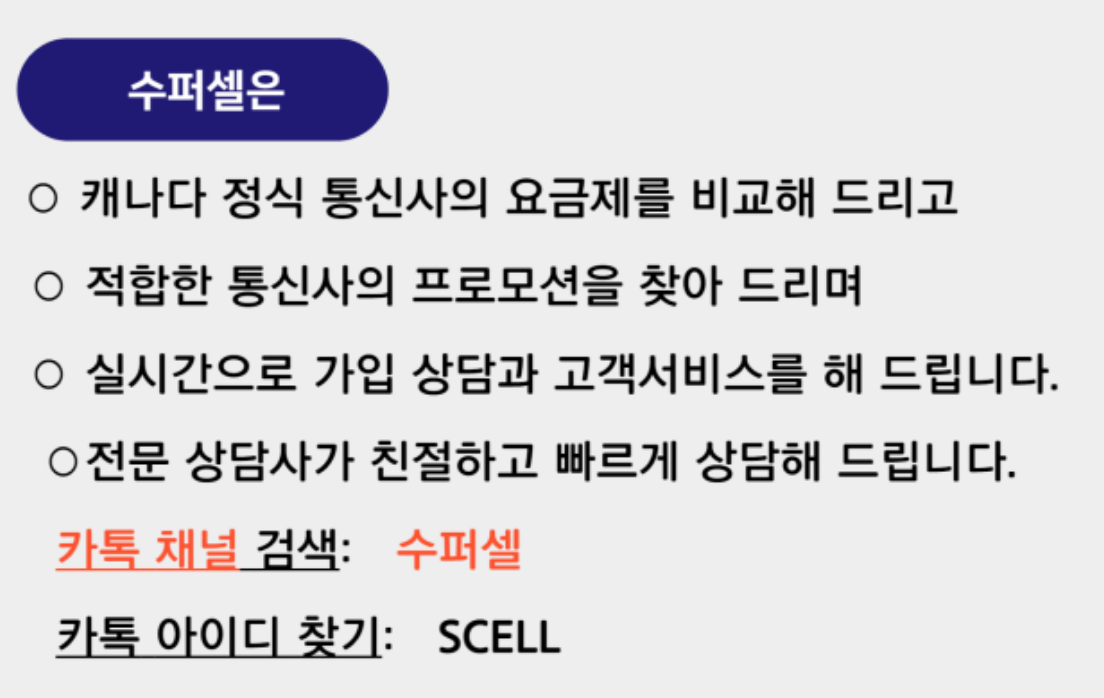 수퍼셀은
○ 캐나다 정식 통신사의 요금제를 비교해 드리고
○ 적합한 통신사의 프로모션을 찾아 드리며
○ 실시간으로 가입 상담과 고객서비스를 해 드립니다.
○전문 상담사가 친절하고 빠르게 상담해 드립니다.
카톡 채널 검색: 수퍼셀
카톡 아이디 찾기: SCELL